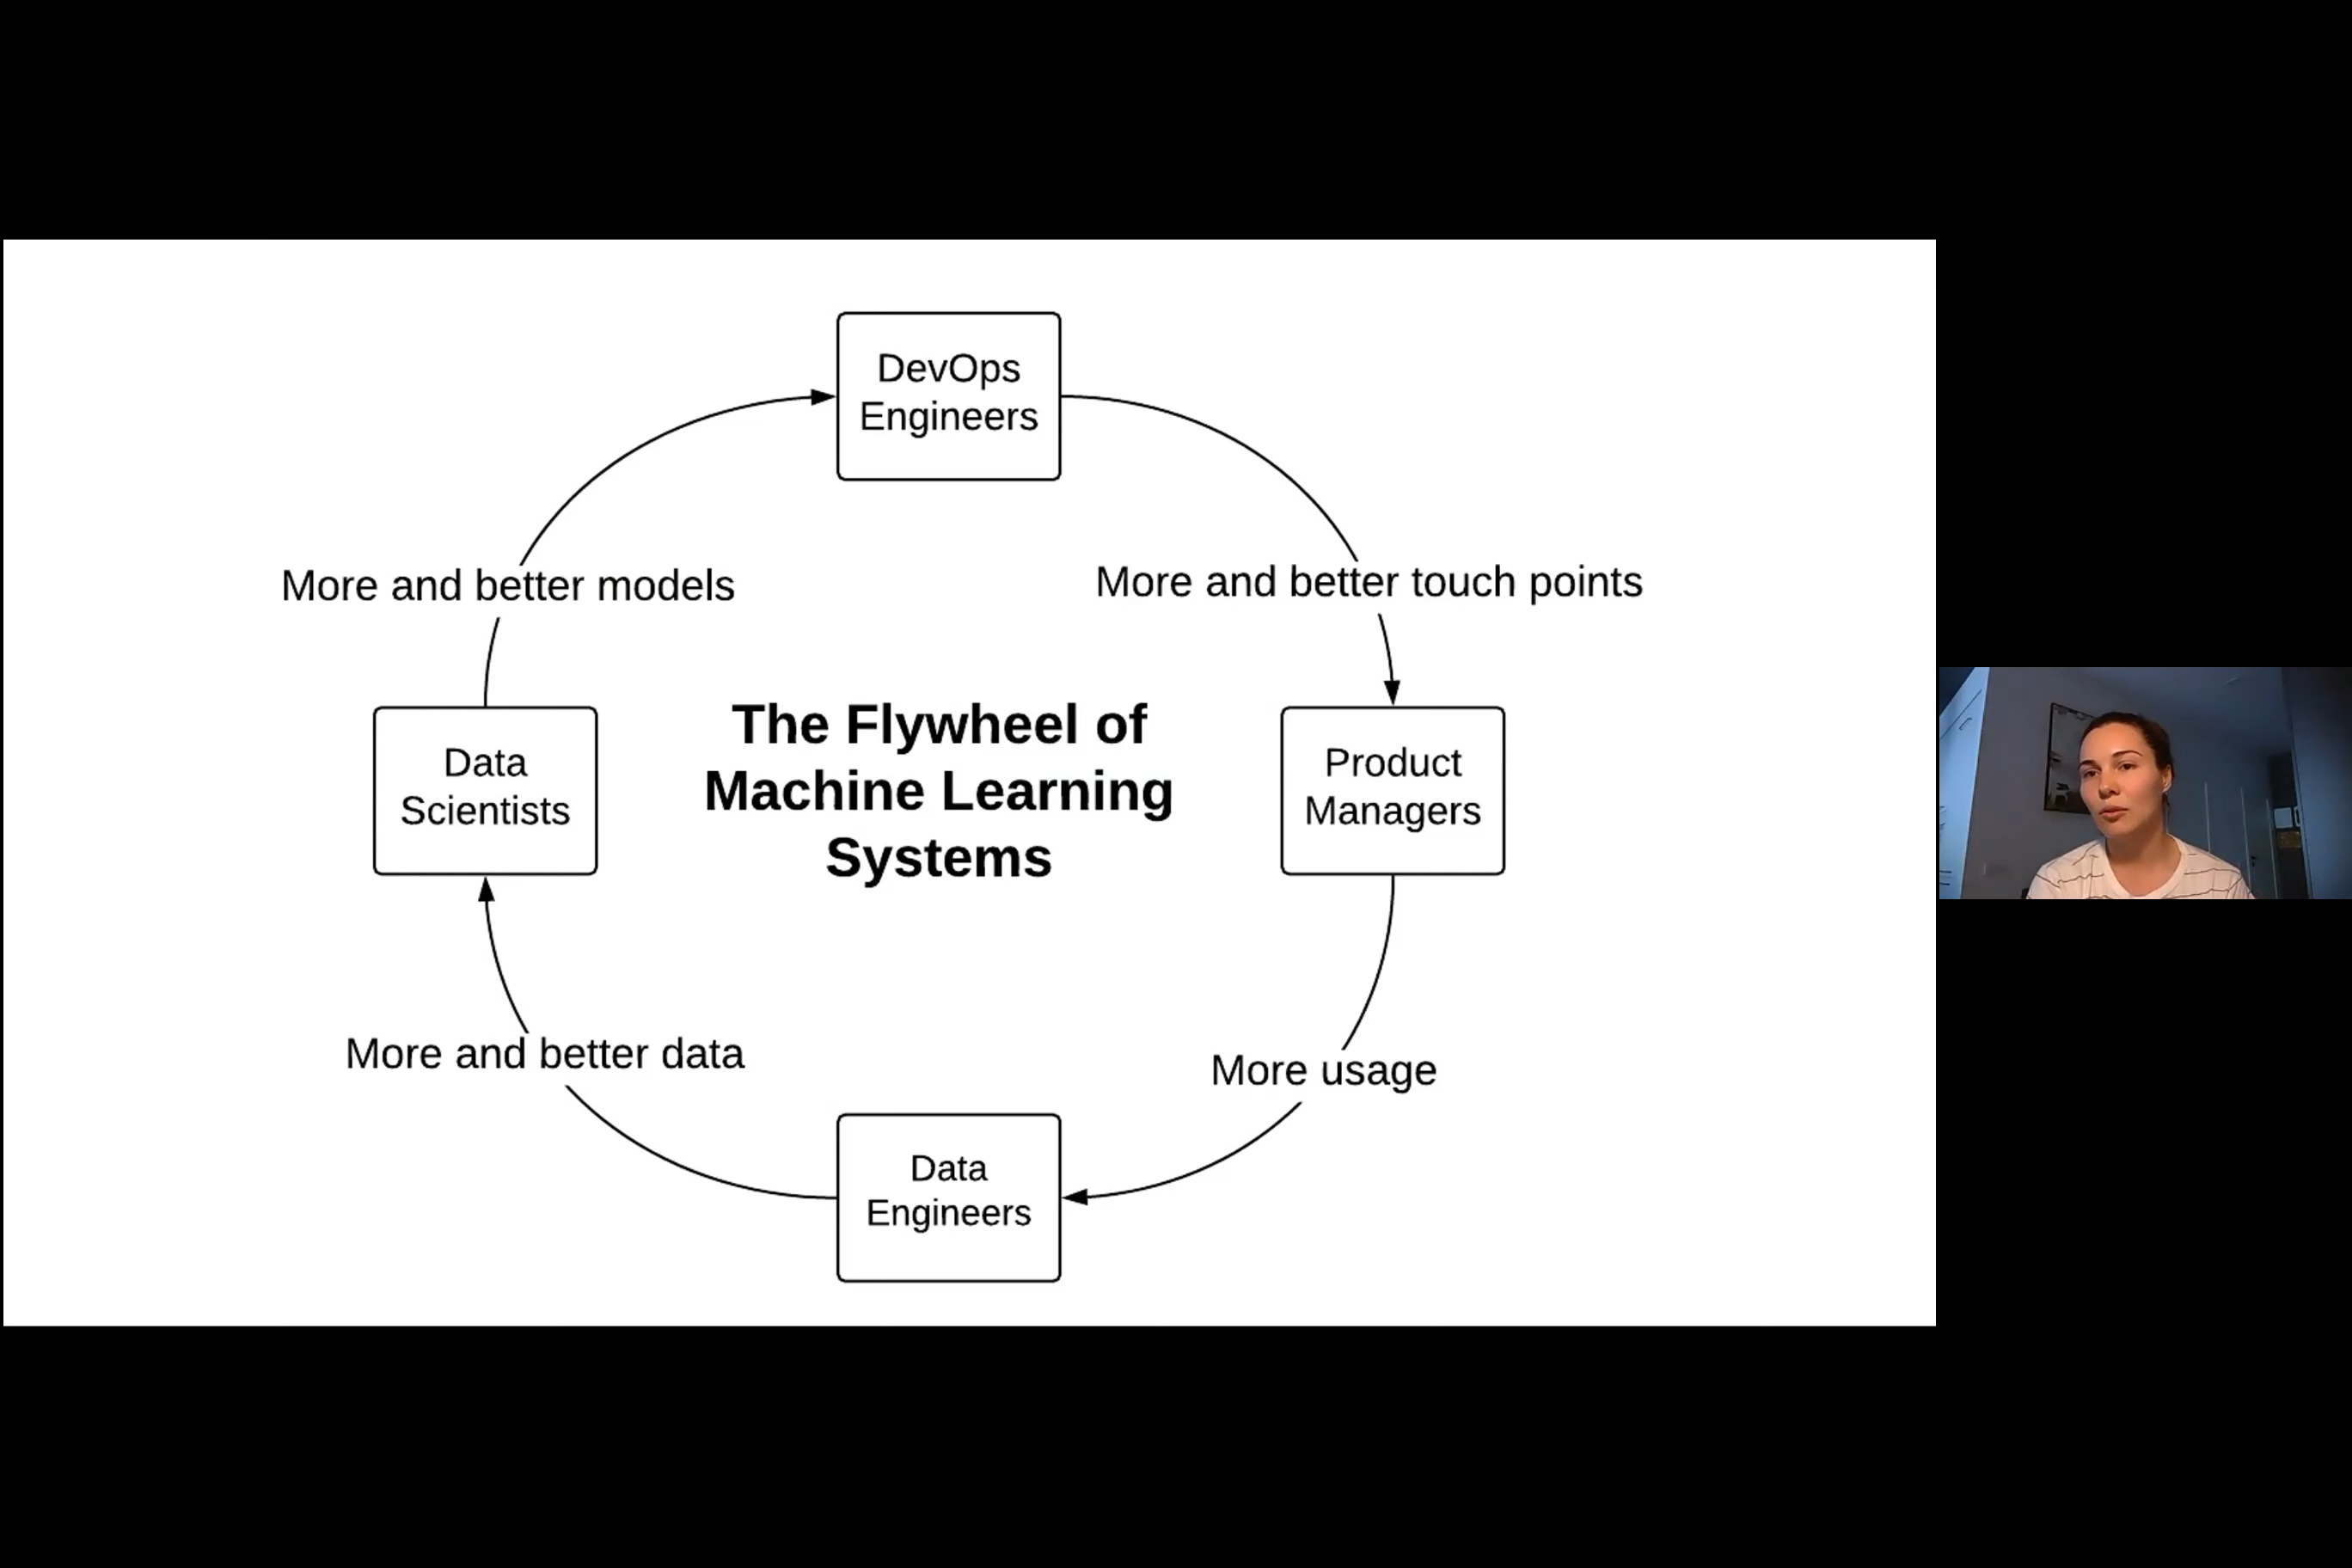 DevOps
Engineers
More and better models
More and better touch points
The Flywheel of
Machine Learning
Systems
Data
Scientists
Product
Managers
More and better data
More usage
Data
Engineers